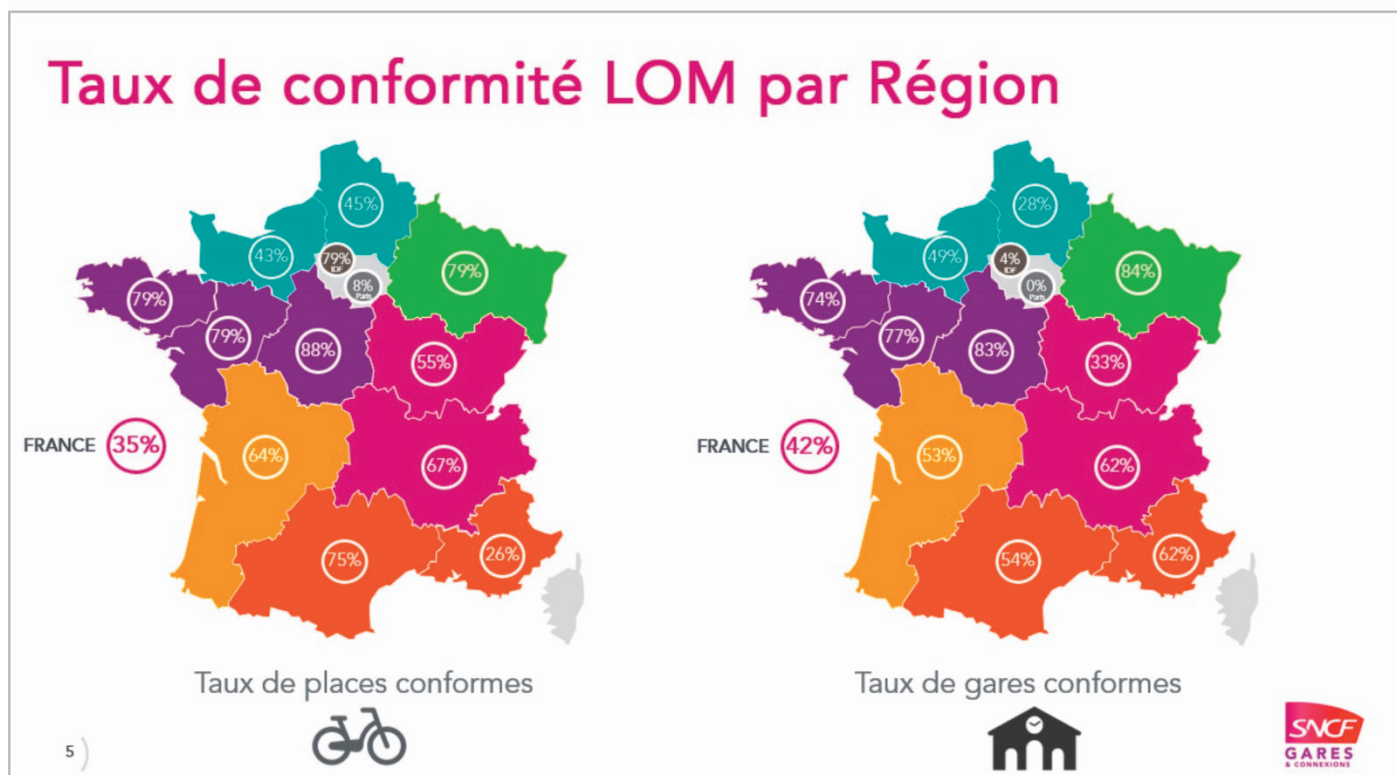 Taux de conformité LOM par Région
45%
43%
79%
IDF
8%
Paris
79%
79%
79%
88%
55%
FRANCE 35%
64%
67%
75%
26%
Taux de places conformes
28%
49%
4%
IDF
0%
Paris
84%
74%
77%
83%
33%
FRANCE 42%
53%
62%
54%
62%
Taux de gares conformes
5
SNCF
GARES
& CONNEXIONS